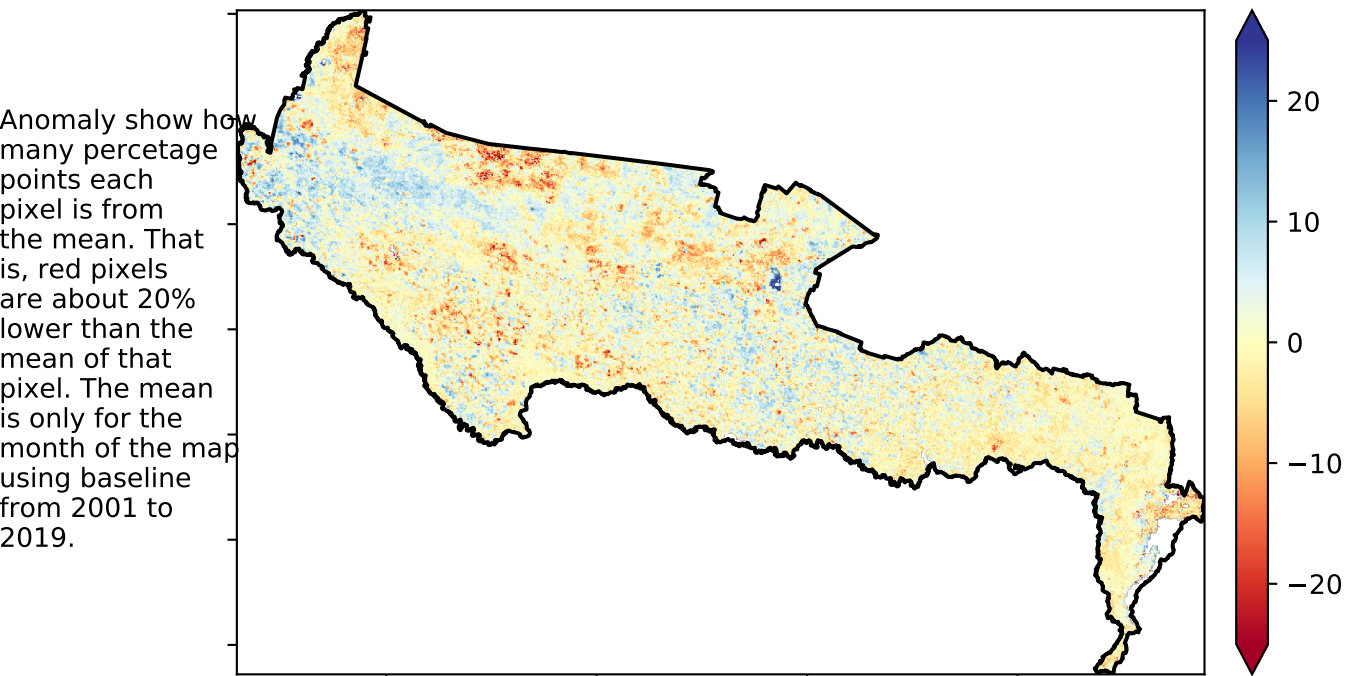 Anomaly show how
many percetage
points each
pixel is from
the mean. That
is, red pixels
are about 20%
lower than the
mean of that
pixel. The mean
is only for the
month of the map
using baseline
from 2001 to
2019.
20
10
0
−10
−20